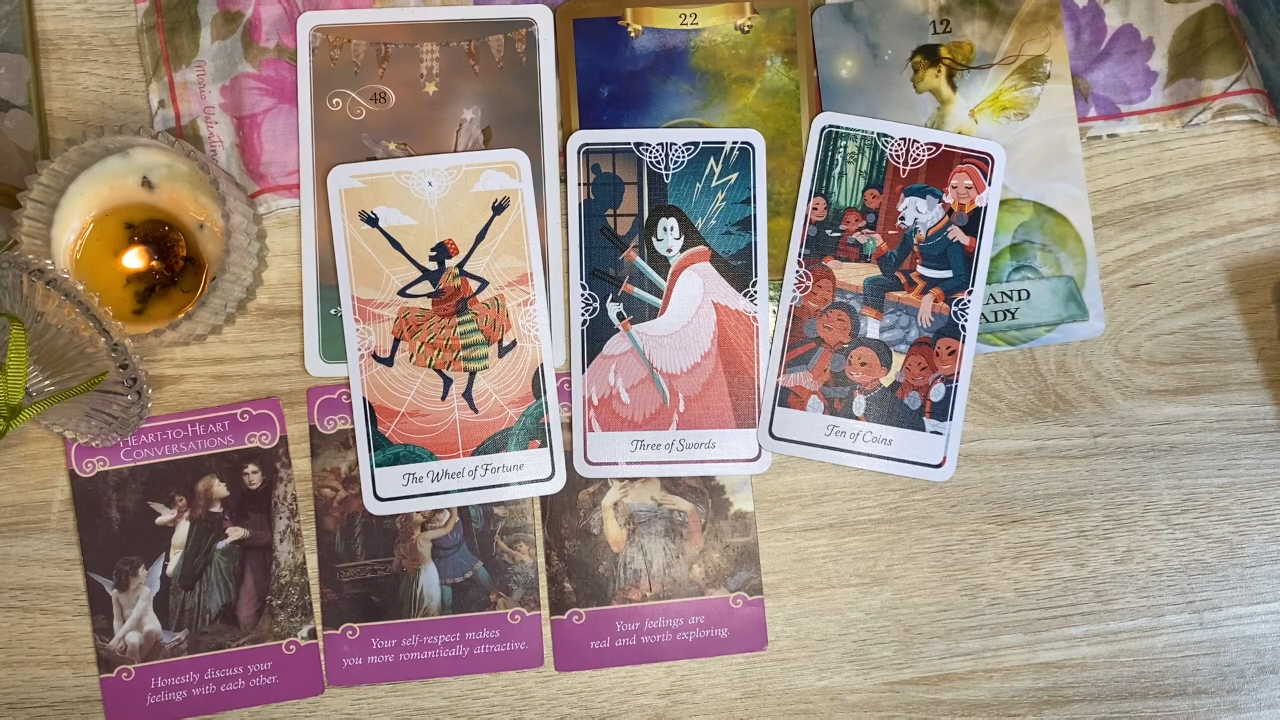 22
12
48
Mario Valentin
X
AND
ADY
The Wheel of Fortune
Three of Swords
Ten of Coins
HEART-TO-HEART
CONVERSATIONS
Honestly discuss your
feelings with each other.
Your self-respect makes
you more romantically attractive.
Your feelings are
real and worth exploring.